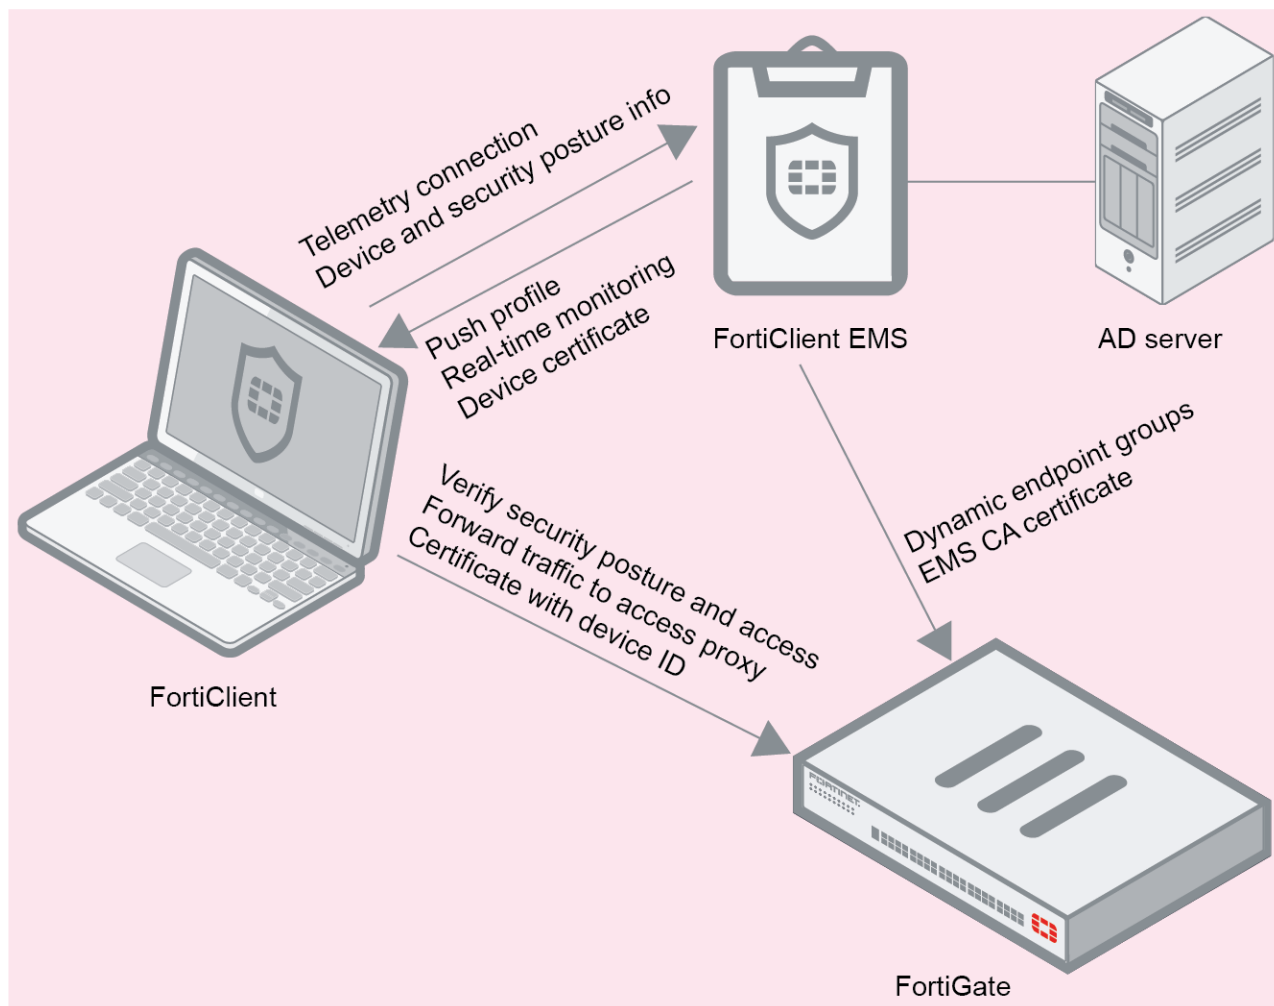 Telemetry connection
Device and security posture info
Push profile
Real-time monitoring
Device certificate
FortiClient EMS
AD server
Dynamic endpoint groups
EMS CA certificate
Verify security posture and access
Forward traffic to access proxy
Certificate with device ID
FortiClient
FORTINET
FortiGate